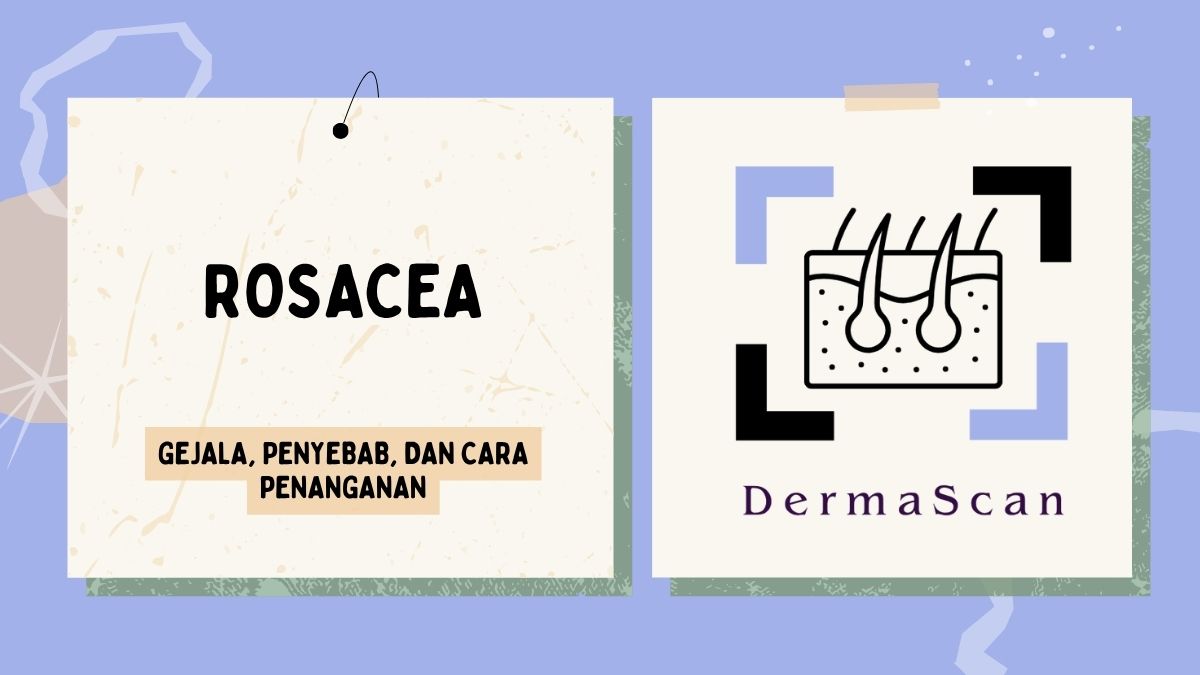 ROSACEA
GEJALA, PENYEBAB, DAN CARA
PENANGANAN
DermaScan